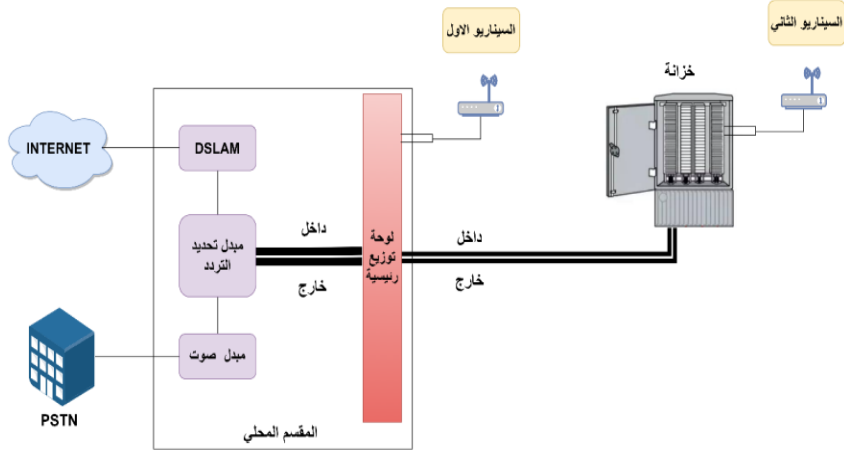 السيناريو الثاني
السيناريو الاول
خزانة
INTERNET
DSLAM
مبدل تحديد
التردد
داخل
خارج
لوحة
توزيع
رئيسية
داخل
خارج
مبدل صوت
PSTN
المقسم المحلي